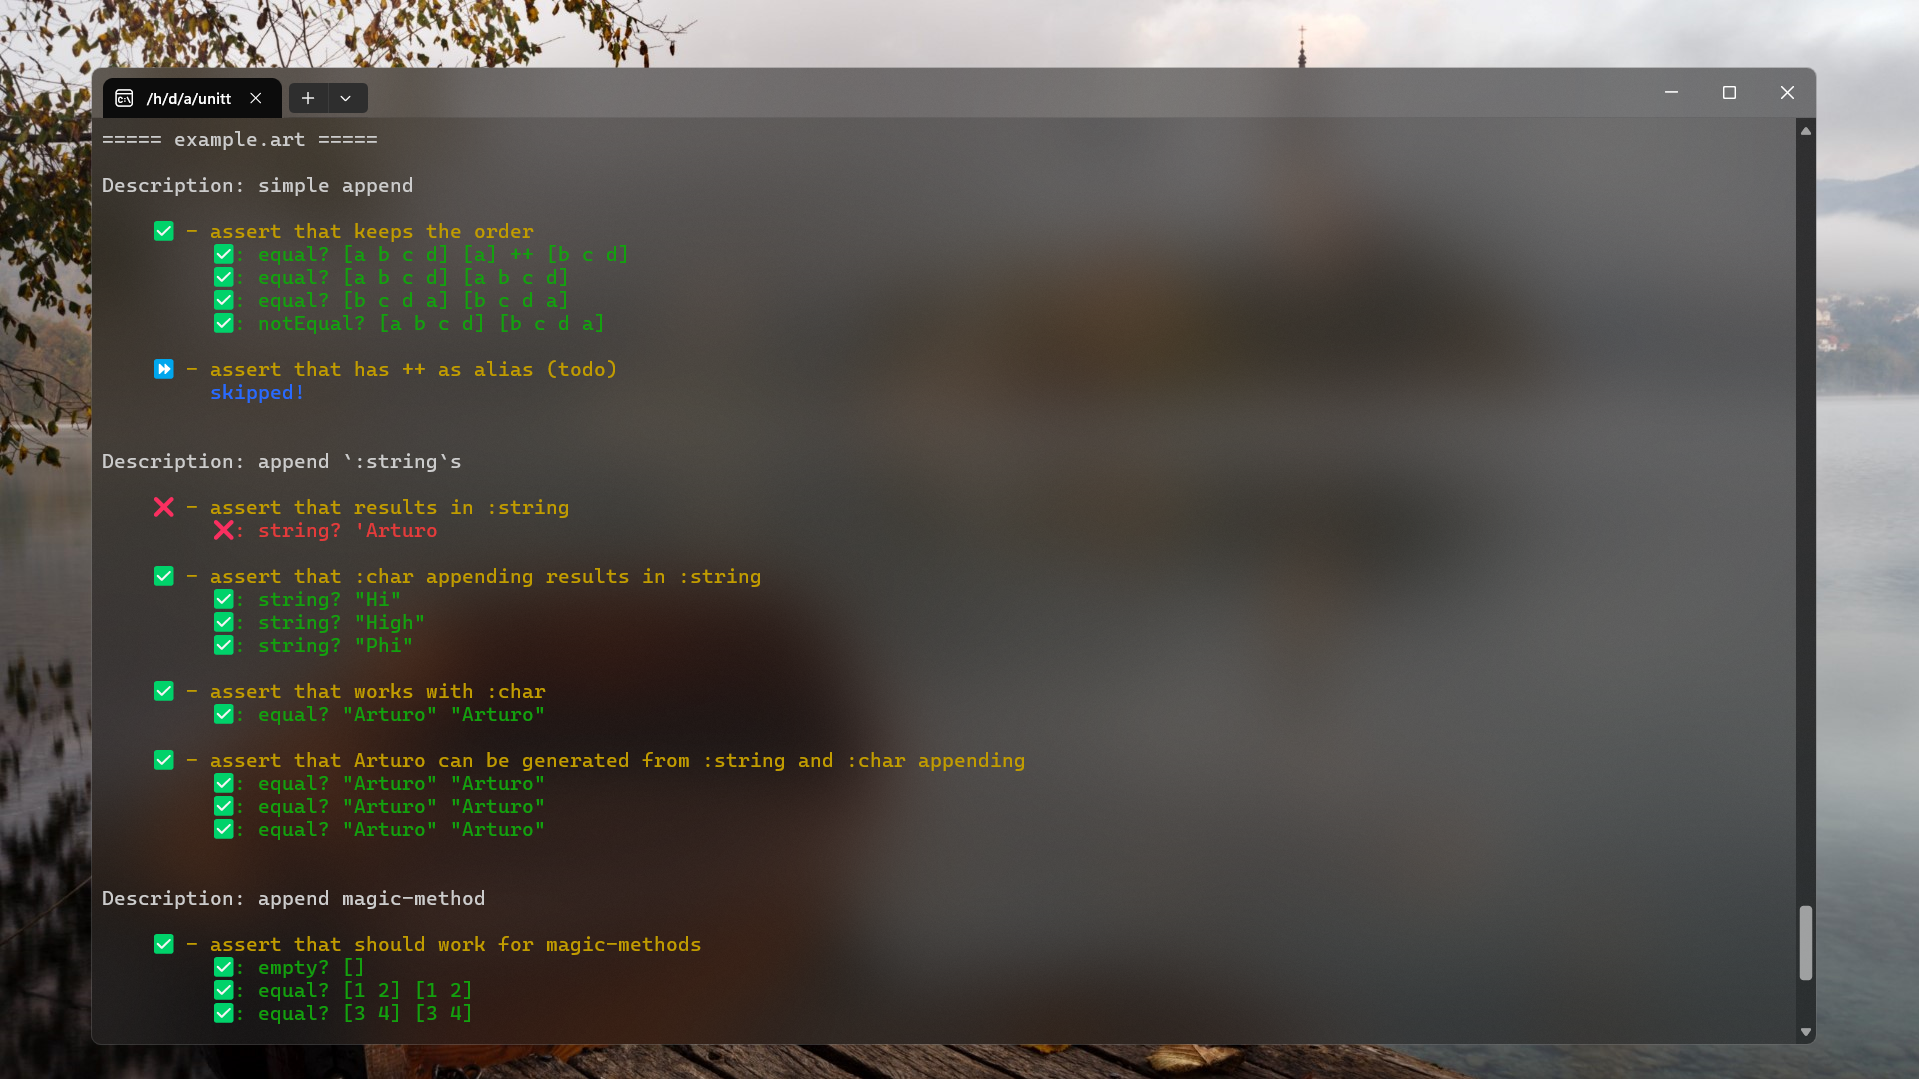 /h/d/a/unitt
===== example.art =====
Description: simple append
✅ - assert that keeps the order
✅: equal? [a b c d] [a] ++ [b c d]
✅: equal? [a b c d] [a b c d]
✅: equal? [b c d a] [b c d a]
✅: notEqual? [a b c d] [b c d a]
⏩ - assert that has ++ as alias (todo)
skipped!
Description: append `:string`s
❌ - assert that results in :string
❌: string? 'Arturo
✅ - assert that :char appending results in :string
✅: string? "Hi"
✅: string? "High"
✅: string? "Phi"
✅ - assert that works with :char
✅: equal? "Arturo" "Arturo"
✅ - assert that Arturo can be generated from :string and :char appending
✅: equal? "Arturo" "Arturo"
✅: equal? "Arturo" "Arturo"
✅: equal? "Arturo" "Arturo"
Description: append magic-method
✅ - assert that should work for magic-methods
✅: empty? []
✅: equal? [1 2] [1 2]
✅: equal? [3 4] [3 4]